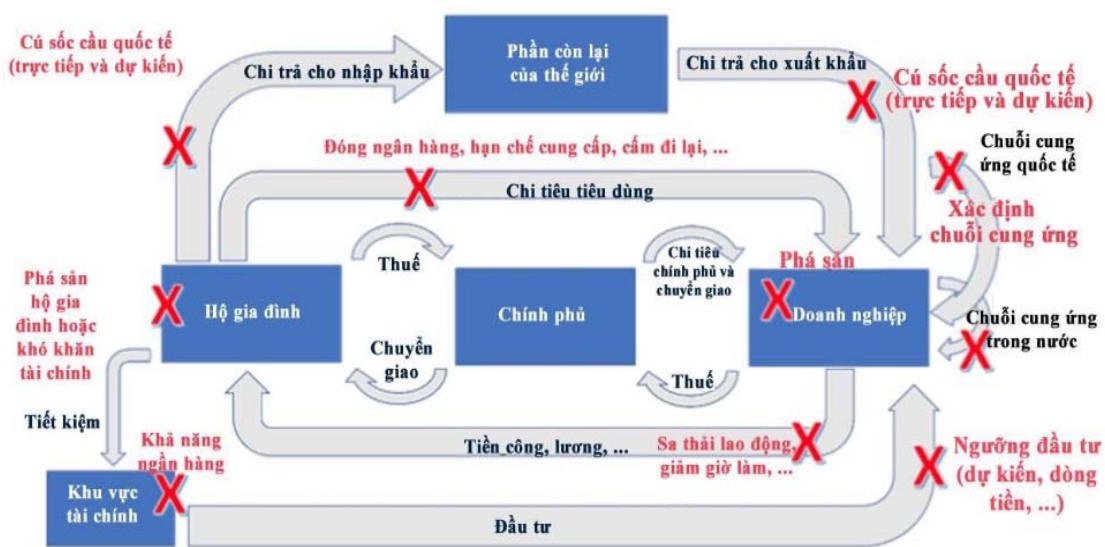 Cú sốc cầu quốc tế
(trực tiếp và dự kiến)
Chi trả cho nhập khẩu
Phần còn lại
của thế giới
Chi trả cho xuất khẩu
Cú sốc cầu quốc tế
(trực tiếp và dự kiến)
Đóng ngân hàng, hạn chế cung cấp, cấm đi lại, ...
Chi tiêu tiêu dùng
Chuỗi cung
ứng quốc tế
Xác định
chuỗi cung ứng
Thuế
Chi tiêu
chính phủ và
chuyển giao
Phá sản
Phá sản
hộ gia
đình hoặc
khó khăn
tài chính
Hộ gia đình
Chính phủ
Doanh nghiệp
Chuỗi cung ứng
trong nước
Chuyển
giao
Thuế
Tiết kiệm
Khả năng
ngần hàng
Tiền công, lương, ...
Sa thải lao động,
giảm giờ làm, ...
Ngưỡng đầu tư
(dự kiến, dòng
tiền, ...)
Khu vực
tài chính
Đầu tư